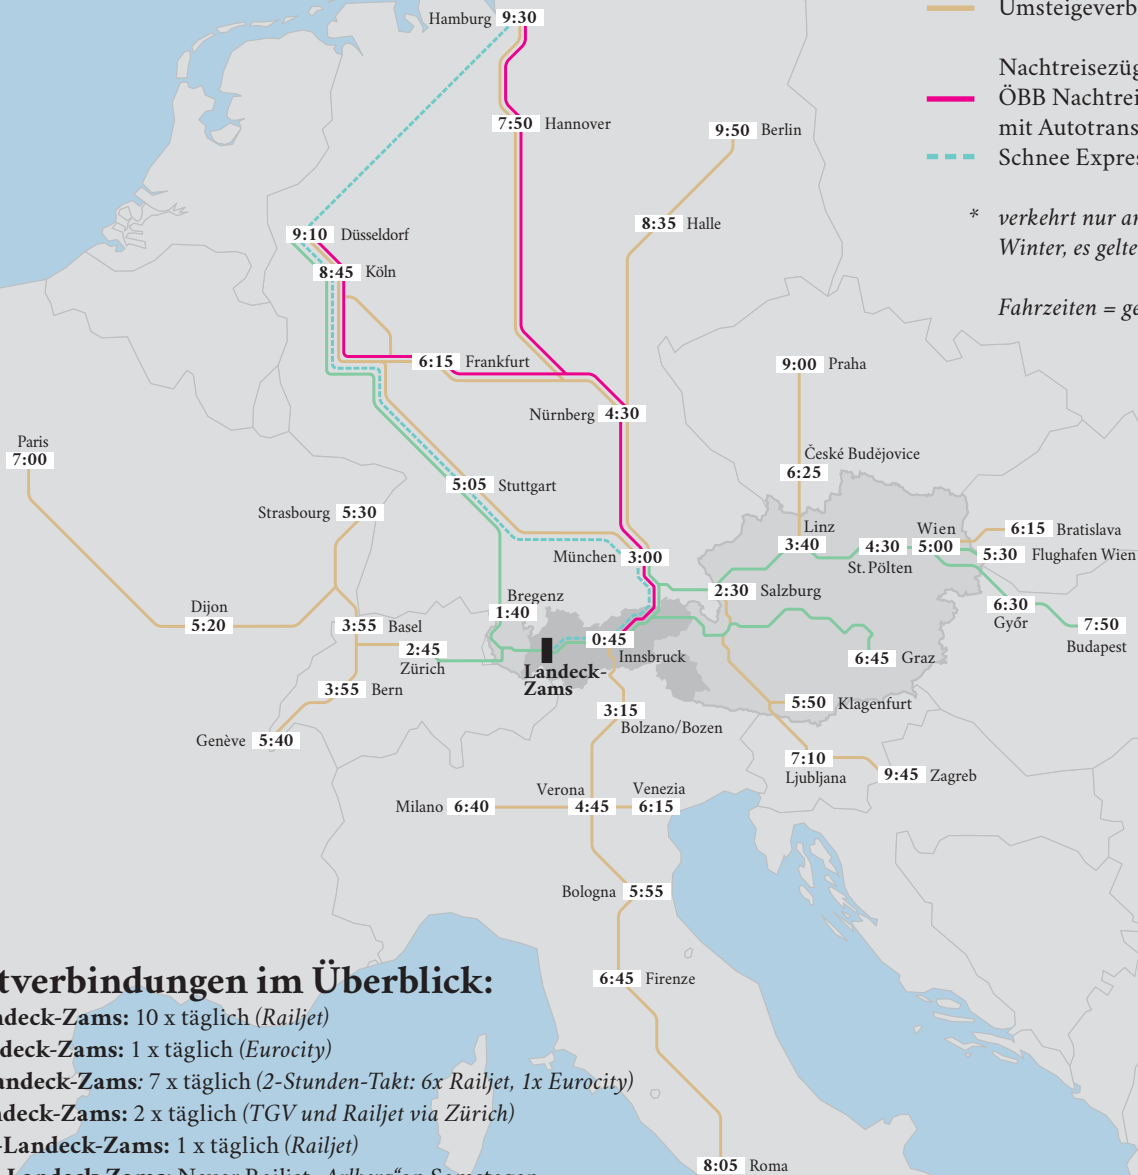 Hamburg 9:30
Umsteigeverb
Nachtreisezüg
ÖBB Nachtrei
mit Autotrans
Schnee Expres
* verkehrt nur an
Winter, es gelte
Fahrzeiten = ge
7:50 Hannover
9:50 Berlin
8:35 Halle
9:10 Düsseldorf
8:45 Köln
6:15 Frankfurt
9:00 Praha
Nürnberg 4:30
Paris
7:00
České Budějovice
6:25
5:05 Stuttgart
Strasbourg 5:30
Linz
3:40
Wien
4:30 5:00
St. Pölten
6:15 Bratislava
5:30 Flughafen Wien
München 3:00
2:30 Salzburg
Bregenz
1:40
6:30
Győr
7:50
Budapest
Dijon
5:20
3:55 Basel
2:45
Zürich
0:45
Innsbruck
Landeck-
Zams
6:45 Graz
3:55 Bern
5:50 Klagenfurt
3:15
Bolzano/Bozen
Genève 5:40
7:10
Ljubljana
9:45 Zagreb
Verona
Venezia
Milano 6:40
4:45
6:15
Bologna 5:55
6:45 Firenze
tverbindungen im Überblick:
ndeck-Zams: 10 x täglich (Railjet)
deck-Zams: 1 x täglich (Eurocity)
andeck-Zams: 7 x täglich (2-Stunden-Takt: 6x Railjet, 1x Eurocity)
ndeck-Zams: 2 x täglich (TGV und Railjet via Zürich)
-Landeck-Zams: 1 x täglich (Railjet)
8:05 Roma